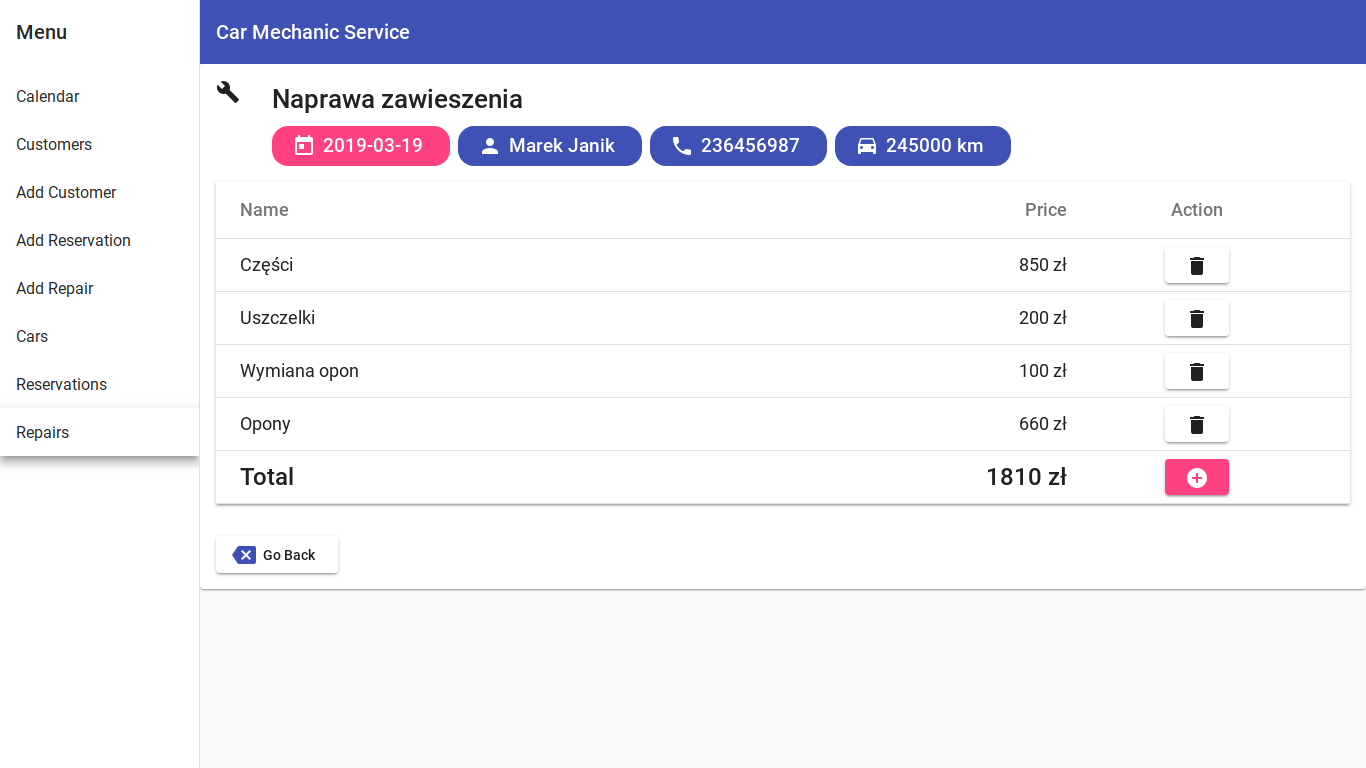 Menu
Car Mechanic Service
Calendar
Customers
Add Customer
Add Reservation
Add Repair
Cars
Reservations
Repairs
Naprawa zawieszenia
2019-03-19 Marek Janik 236456987 245000 km
Name Price Action
Części 850 zł
Uszczelki 200 zł
Wymiana opon 100 zł
Opony 660 zł
Total 1810 zł
Go Back